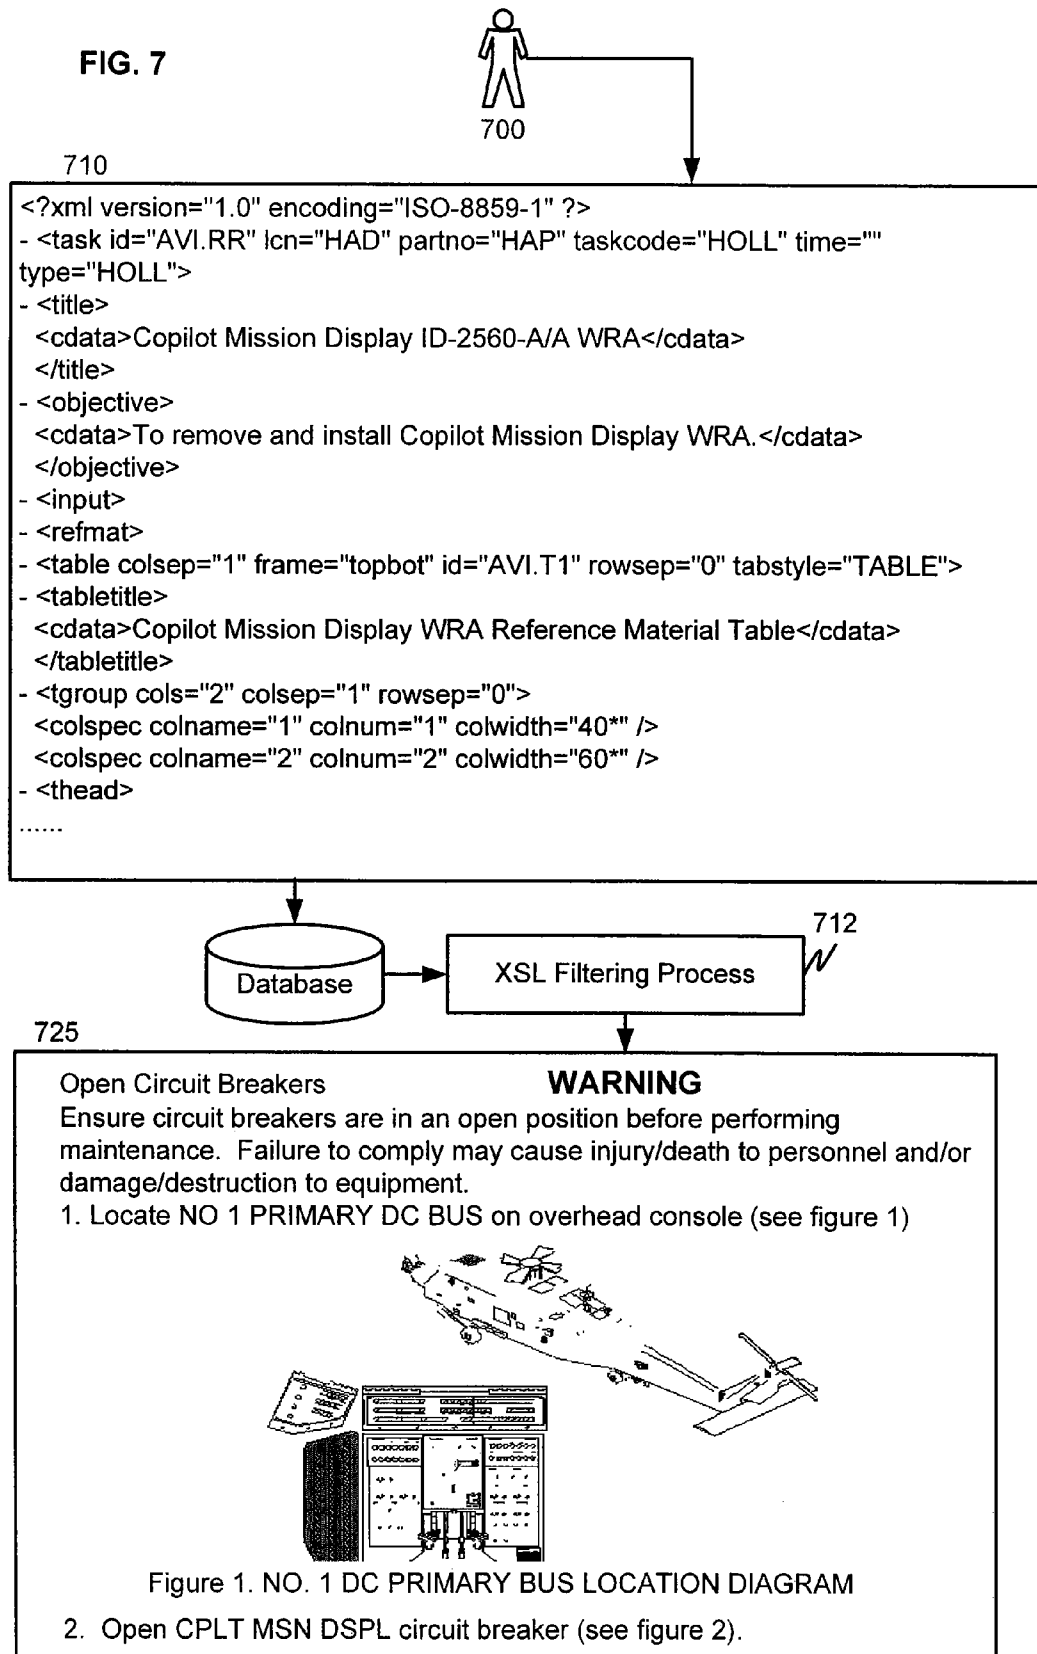 FIG. 7
700
710
<?xml version="1.0" encoding="ISO-8859-1" ?>
- <task id="AVI.RR" lcn="HAD" partno="HAP" taskcode="HOLL" time=""
type="HOLL">
- <title>
<cdata>Copilot Mission Display ID-2560-A/A WRA</cdata>
</title>
- <objective>
<cdata>To remove and install Copilot Mission Display WRA.</cdata>
</objective>
- <input>
- <refmat>
- <table colsep="1" frame="topbot" id="AVI.T1" rowsep="0" tabstyle="TABLE">
- <tabletitle>
<cdata>Copilot Mission Display WRA Reference Material Table</cdata>
</tabletitle>
- <tgroup cols="2" colsep="1" rowsep="0">
<colspec colname="1" colnum="1" colwidth="40*" />
<colspec colname="2" colnum="2" colwidth="60*" />
- <thead>
......
712
Database
XSL Filtering Process
725
Open Circuit Breakers WARNING
Ensure circuit breakers are in an open position before performing
maintenance. Failure to comply may cause injury/death to personnel and/or
damage/destruction to equipment.
1. Locate NO 1 PRIMARY DC BUS on overhead console (see figure 1)
Figure 1. NO. 1 DC PRIMARY BUS LOCATION DIAGRAM
2. Open CPLT MSN DSPL circuit breaker (see figure 2).